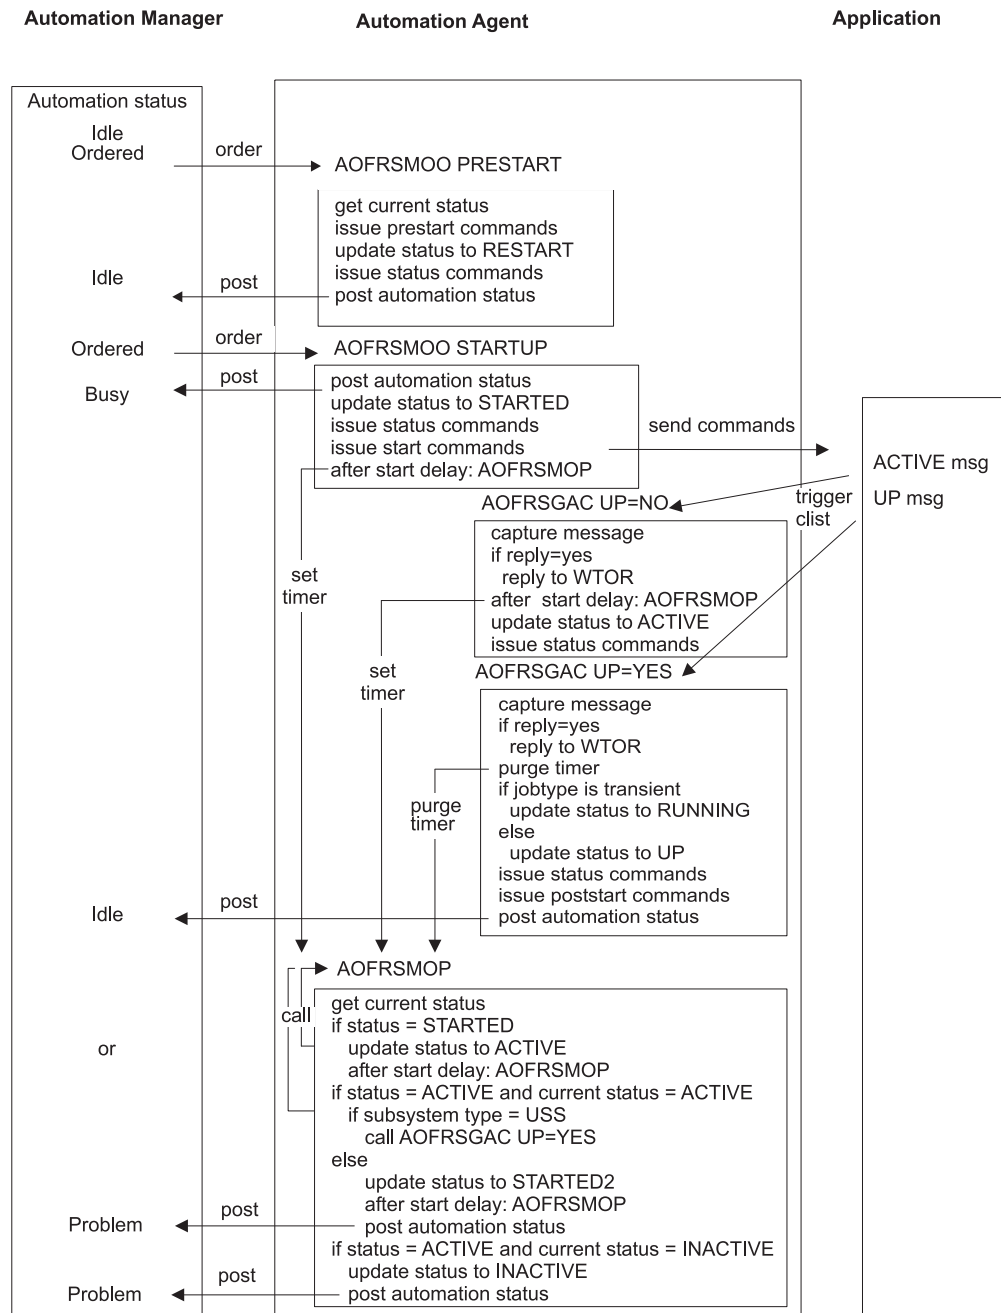 Automation Manager
Automation Agent
Application
Automation status
Idle
Ordered
order
AOFRSMOO PRESTART
get current status
issue prestart commands
update status to RESTART
issue status commands
post automation status
Idle
post
Ordered
order
AOFRSMOO STARTUP
Busy
post
post automation status
update status to STARTED
issue status commands
issue start commands
after start delay: AOFRSMOP
send commands
ACTIVE msg
UP msg
trigger
clist
AOFRSGAC UP=NO
capture message
if reply=yes
reply to WTOR
after start delay: AOFRSMOP
update status to ACTIVE
issue status commands
set
timer
set
timer
AOFRSGAC UP=YES
capture message
if reply=yes
reply to WTOR
purge timer
if jobtype is transient
update status to RUNNING
else
update status to UP
issue status commands
issue poststart commands
post automation status
purge
timer
Idle
post
AOFRSMOP
call
or
get current status
if status = STARTED
update status to ACTIVE
after start delay: AOFRSMOP
if status = ACTIVE and current status = ACTIVE
if subsystem type = USS
call AOFRSGAC UP=YES
else
update status to STARTED2
after start delay: AOFRSMOP
post automation status
Problem
post
if status = ACTIVE and current status = INACTIVE
update status to INACTIVE
post automation status
Problem
post